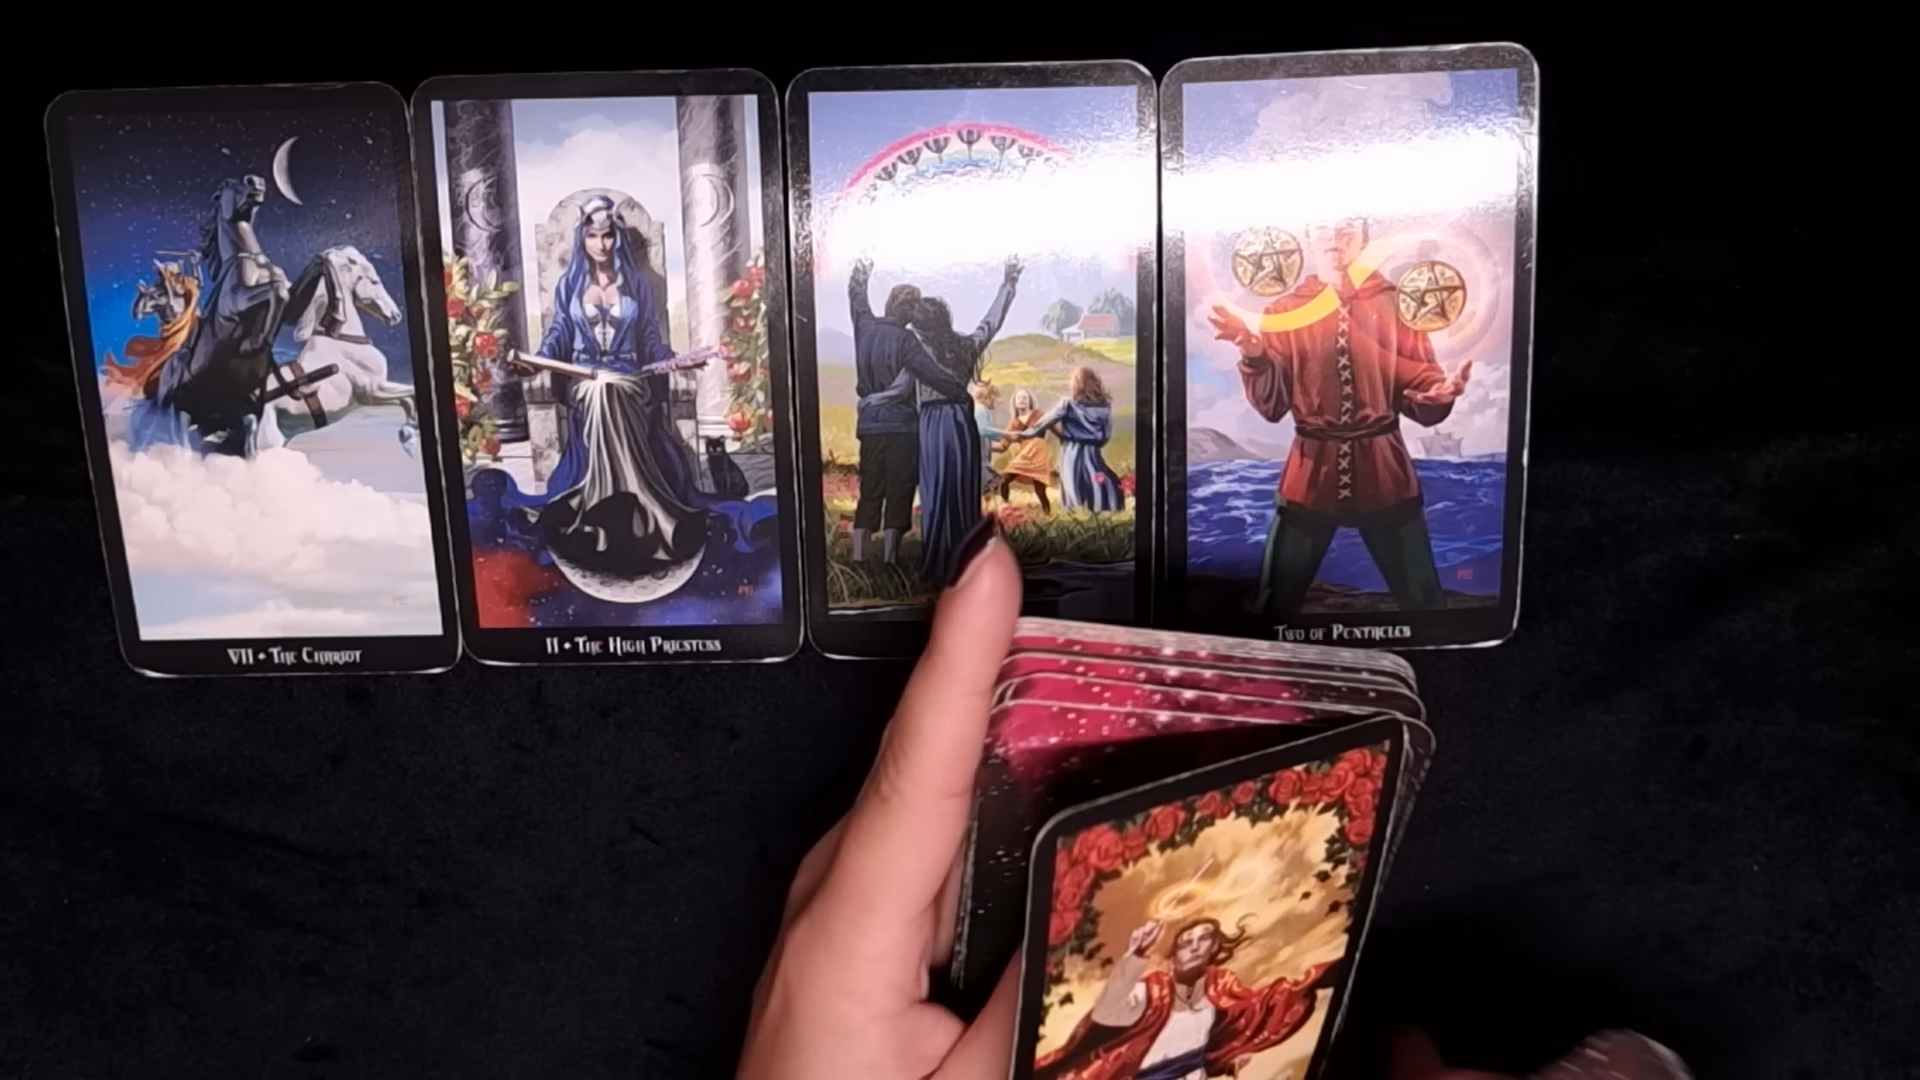 VII • The Chariot
II • The High Priestess
Two of Pentacles